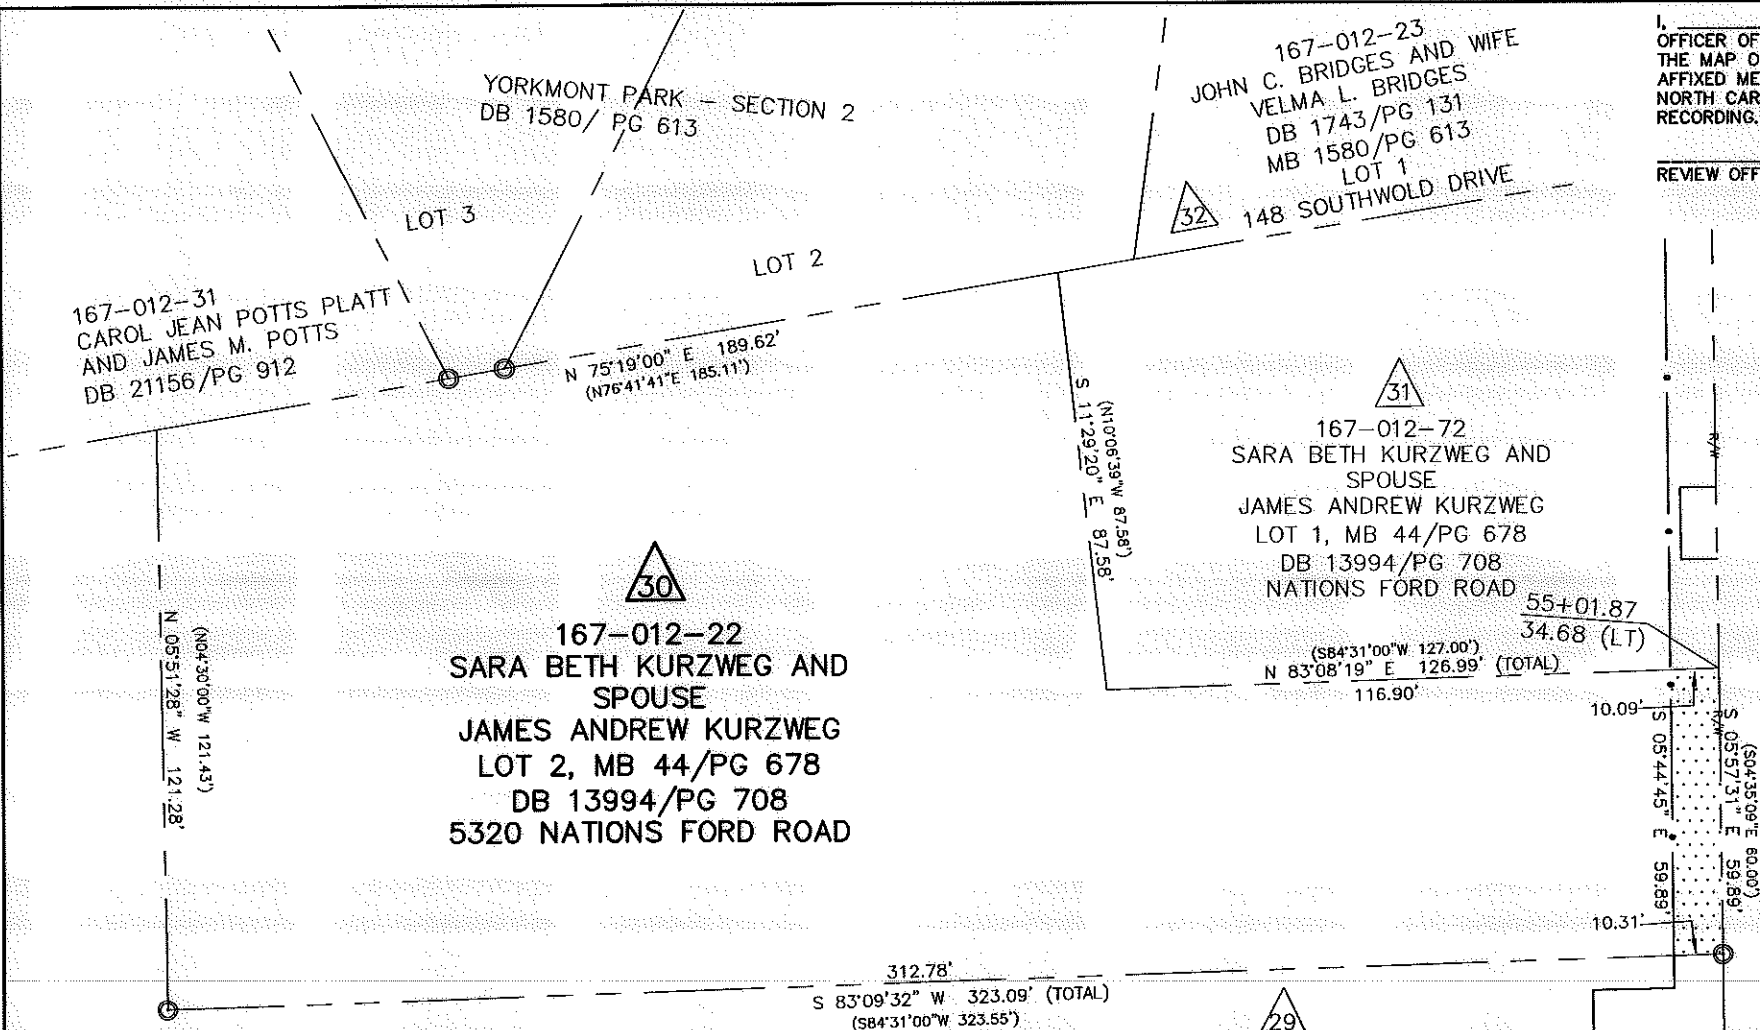 I,
OFFICER OF
THE MAP O
AFFIXED ME
NORTH CAR
RECORDING.
REVIEW OFF
YORKMONT PARK - SECTION 2
DB 1580/ PG 613
167-012-23
JOHN C. BRIDGES AND WIFE
VELMA L. BRIDGES
DB 1743/PG 131
MB 1580/PG 613
LOT 1
148 SOUTHWOLD DRIVE
32
LOT 3
LOT 2
167-012-31
CAROL JEAN POTTS PLATT
AND JAMES M. POTTS
DB 21156/PG 912
N 75°19'00" E 189.62'
(N76°41'41"E 185.11')
S 11°29'20" E 87.58'
(N10°06'39"W 87.58')
31
167-012-72
SARA BETH KURZWEG AND
SPOUSE
JAMES ANDREW KURZWEG
LOT 1, MB 44/PG 678
DB 13994/PG 708
NATIONS FORD ROAD
R/W
55+01.87
34.68 (LT)
(S84°31'00"W 127.00')
N 83°08'19" E 126.99' (TOTAL)
116.90'
10.09'
30
167-012-22
SARA BETH KURZWEG AND
SPOUSE
JAMES ANDREW KURZWEG
LOT 2, MB 44/PG 678
DB 13994/PG 708
5320 NATIONS FORD ROAD
N 05°51'28" W 121.28'
(N04°30'00"W 121.43')
S 05°44'45" E 59.89'
R/W
S 05°57'31" E 59.89'
(S04°35'09"E 60.00')
10.31'
312.78'
S 83°09'32" W 323.09' (TOTAL)
(S84°31'00"W 323.55')
29